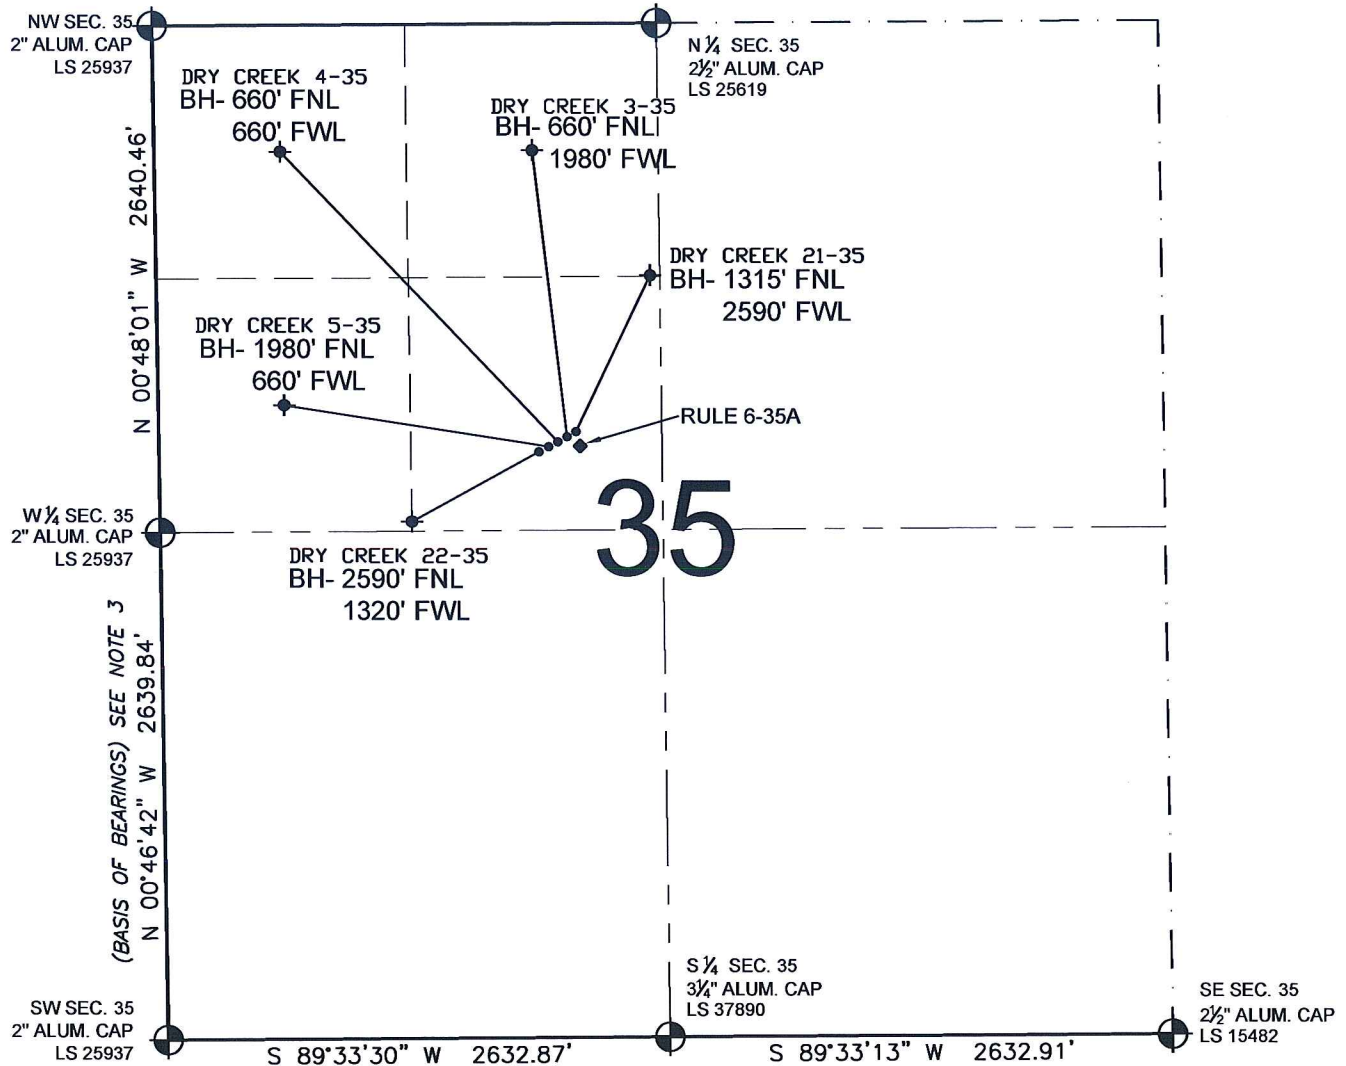 NW SEC. 35
2" ALUM. CAP
LS 25937
N ¼ SEC. 35
2½" ALUM. CAP
LS 25619
DRY CREEK 4-35
BH- 660' FNL
660' FWL
DRY CREEK 3-35
BH- 660' FNL
1980' FWL
N 00°48'01" W 2640.46'
DRY CREEK 21-35
BH- 1315' FNL
2590' FWL
DRY CREEK 5-35
BH- 1980' FNL
660' FWL
RULE 6-35A
35
W ¼ SEC. 35
2" ALUM. CAP
LS 25937
DRY CREEK 22-35
BH- 2590' FNL
1320' FWL
(BASIS OF BEARINGS) SEE NOTE 3
N 00°46'42" W 2639.84'
S ¼ SEC. 35
3¼" ALUM. CAP
LS 37890
SE SEC. 35
2½" ALUM. CAP
LS 15482
SW SEC. 35
2" ALUM. CAP
LS 25937
S 89°33'30" W 2632.87'
S 89°33'13" W 2632.91'